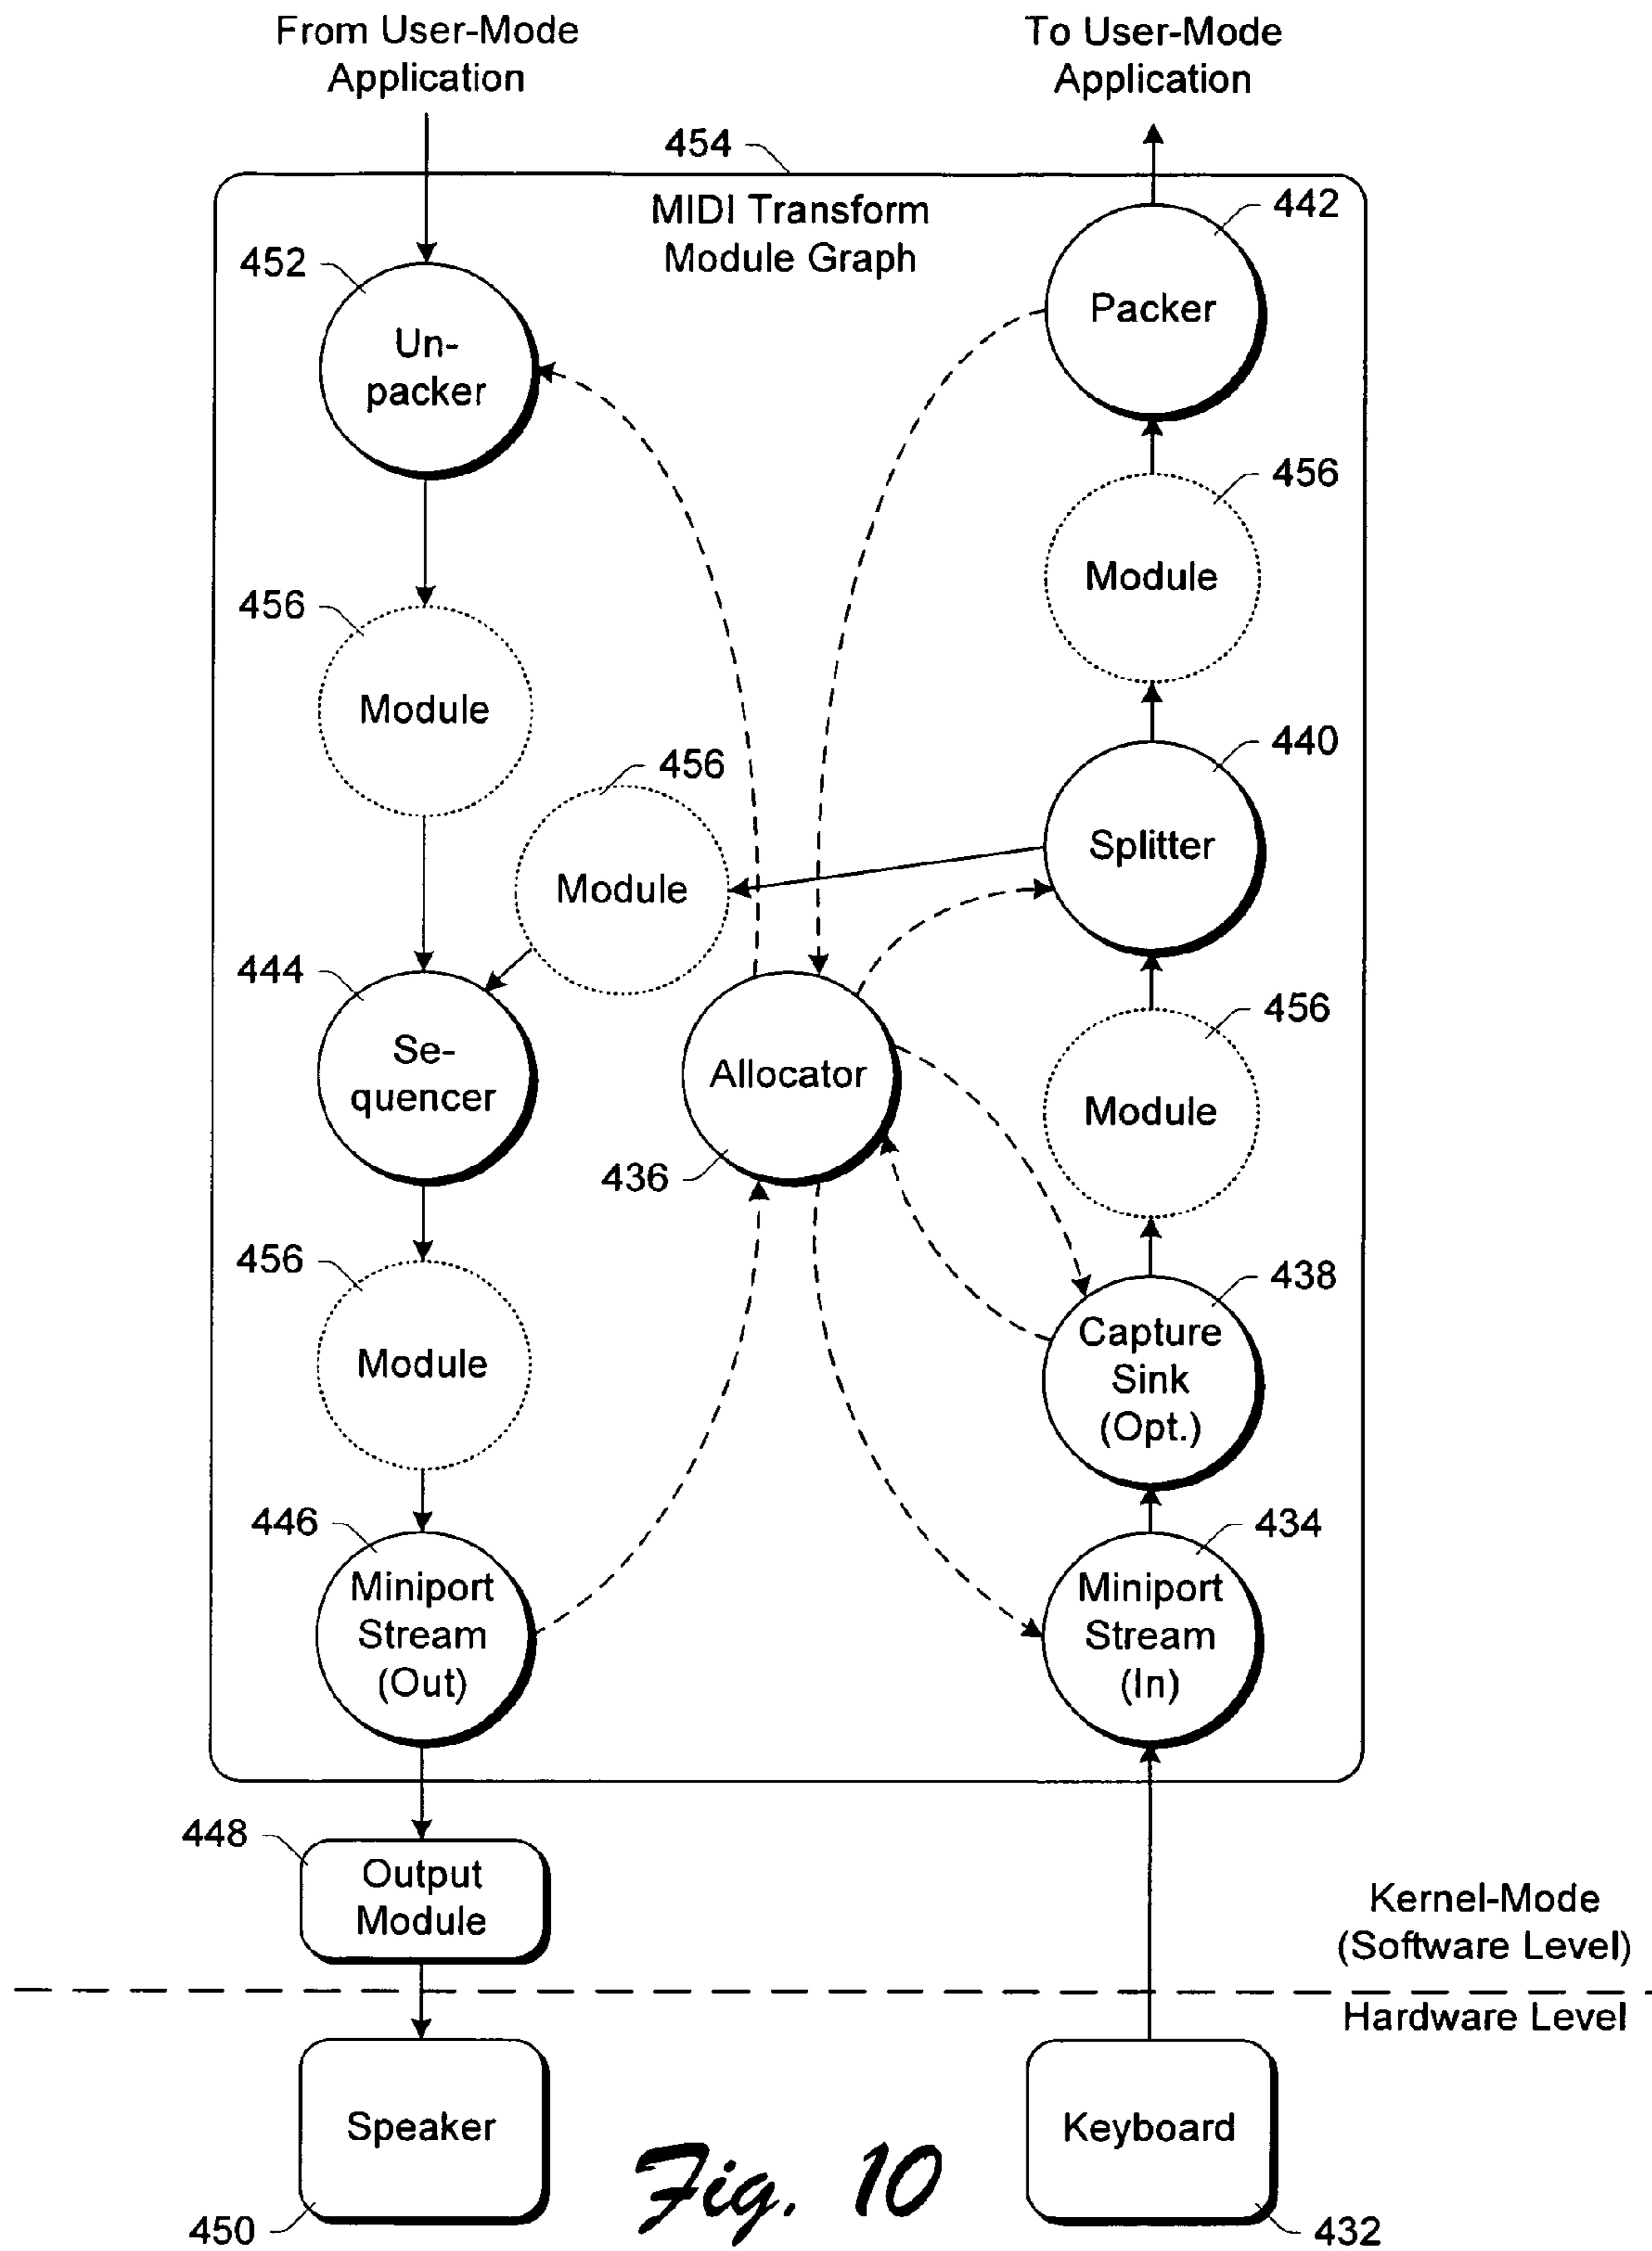 From User-Mode
Application
To User-Mode
Application
454
MIDI Transform
Module Graph
442
Packer
452
Un-
packer
456
Module
456
Module
440
Splitter
456
Module
444
Se-
quencer
Allocator
436
456
Module
456
Module
438
Capture
Sink
(Opt.)
446
Miniport
Stream
(Out)
434
Miniport
Stream
(In)
448
Output
Module
Kernel-Mode
(Software Level)
Hardware Level
Speaker
450
Keyboard
432
Fig. 10